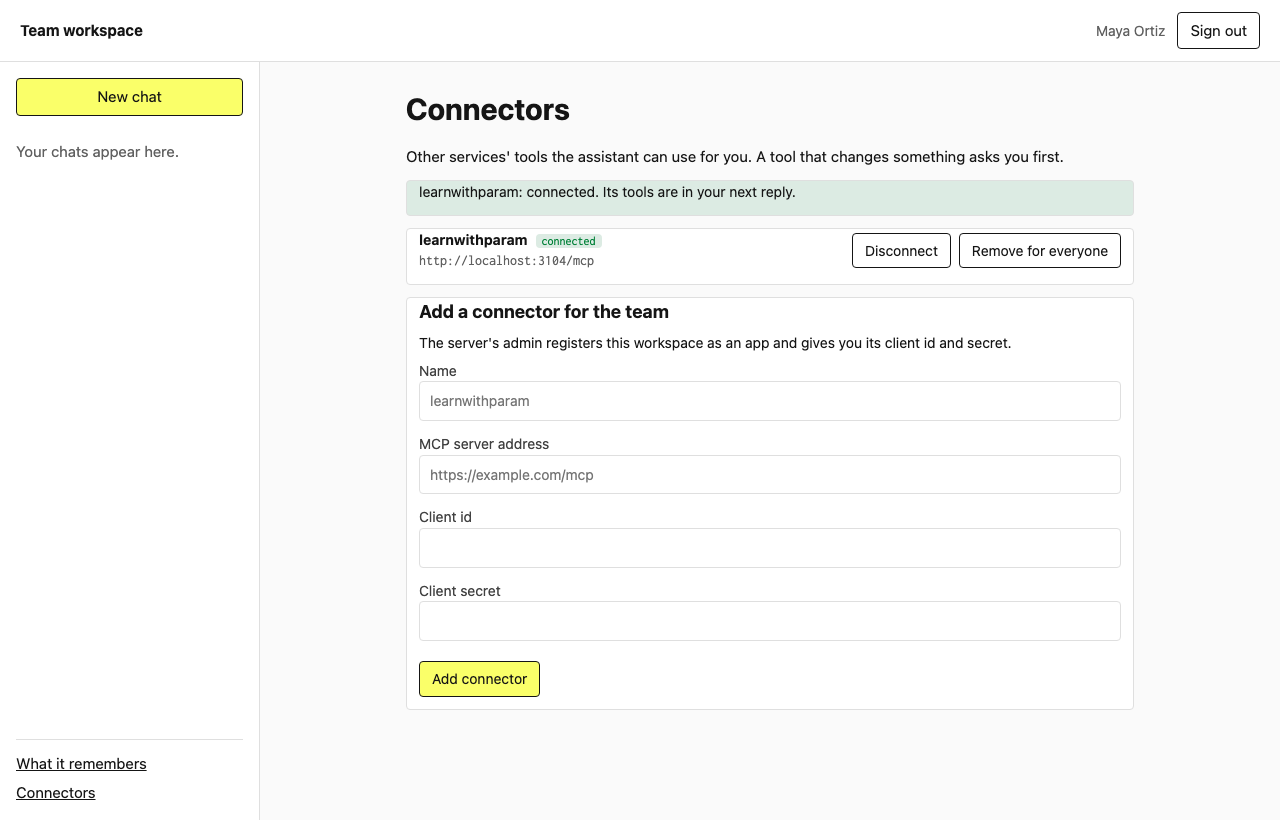 Team workspace
Maya Ortiz
Sign out
New chat
Your chats appear here.
What it remembers
Connectors
Connectors
Other services' tools the assistant can use for you. A tool that changes something asks you first.
learnwithparam: connected. Its tools are in your next reply.
learnwithparam connected
http://localhost:3104/mcp
Disconnect
Remove for everyone
Add a connector for the team
The server's admin registers this workspace as an app and gives you its client id and secret.
Name
learnwithparam
MCP server address
https://example.com/mcp
Client id
Client secret
Add connector